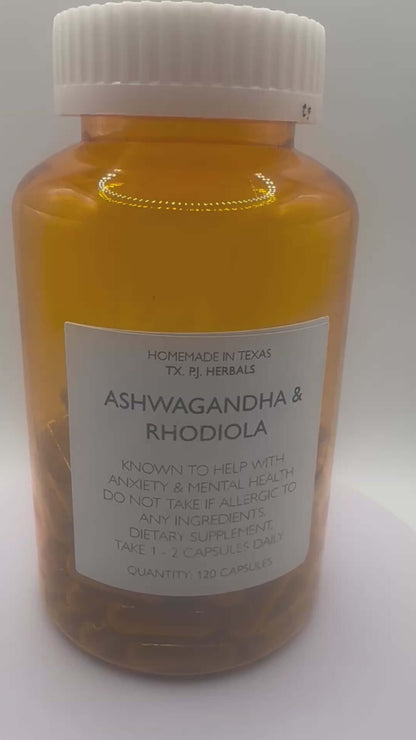 HOMEMADE IN TEXAS
TX. P.J. HERBALS
ASHWAGANDHA &
RHODIOLA
KNOWN TO HELP WITH
ANXIETY & MENTAL HEALTH
DO NOT TAKE IF ALLERGIC TO
ANY INGREDIENTS.
DIETARY SUPPLEMENT.
TAKE 1 - 2 CAPSULES DAILY
QUANTITY: 120 CAPSULES